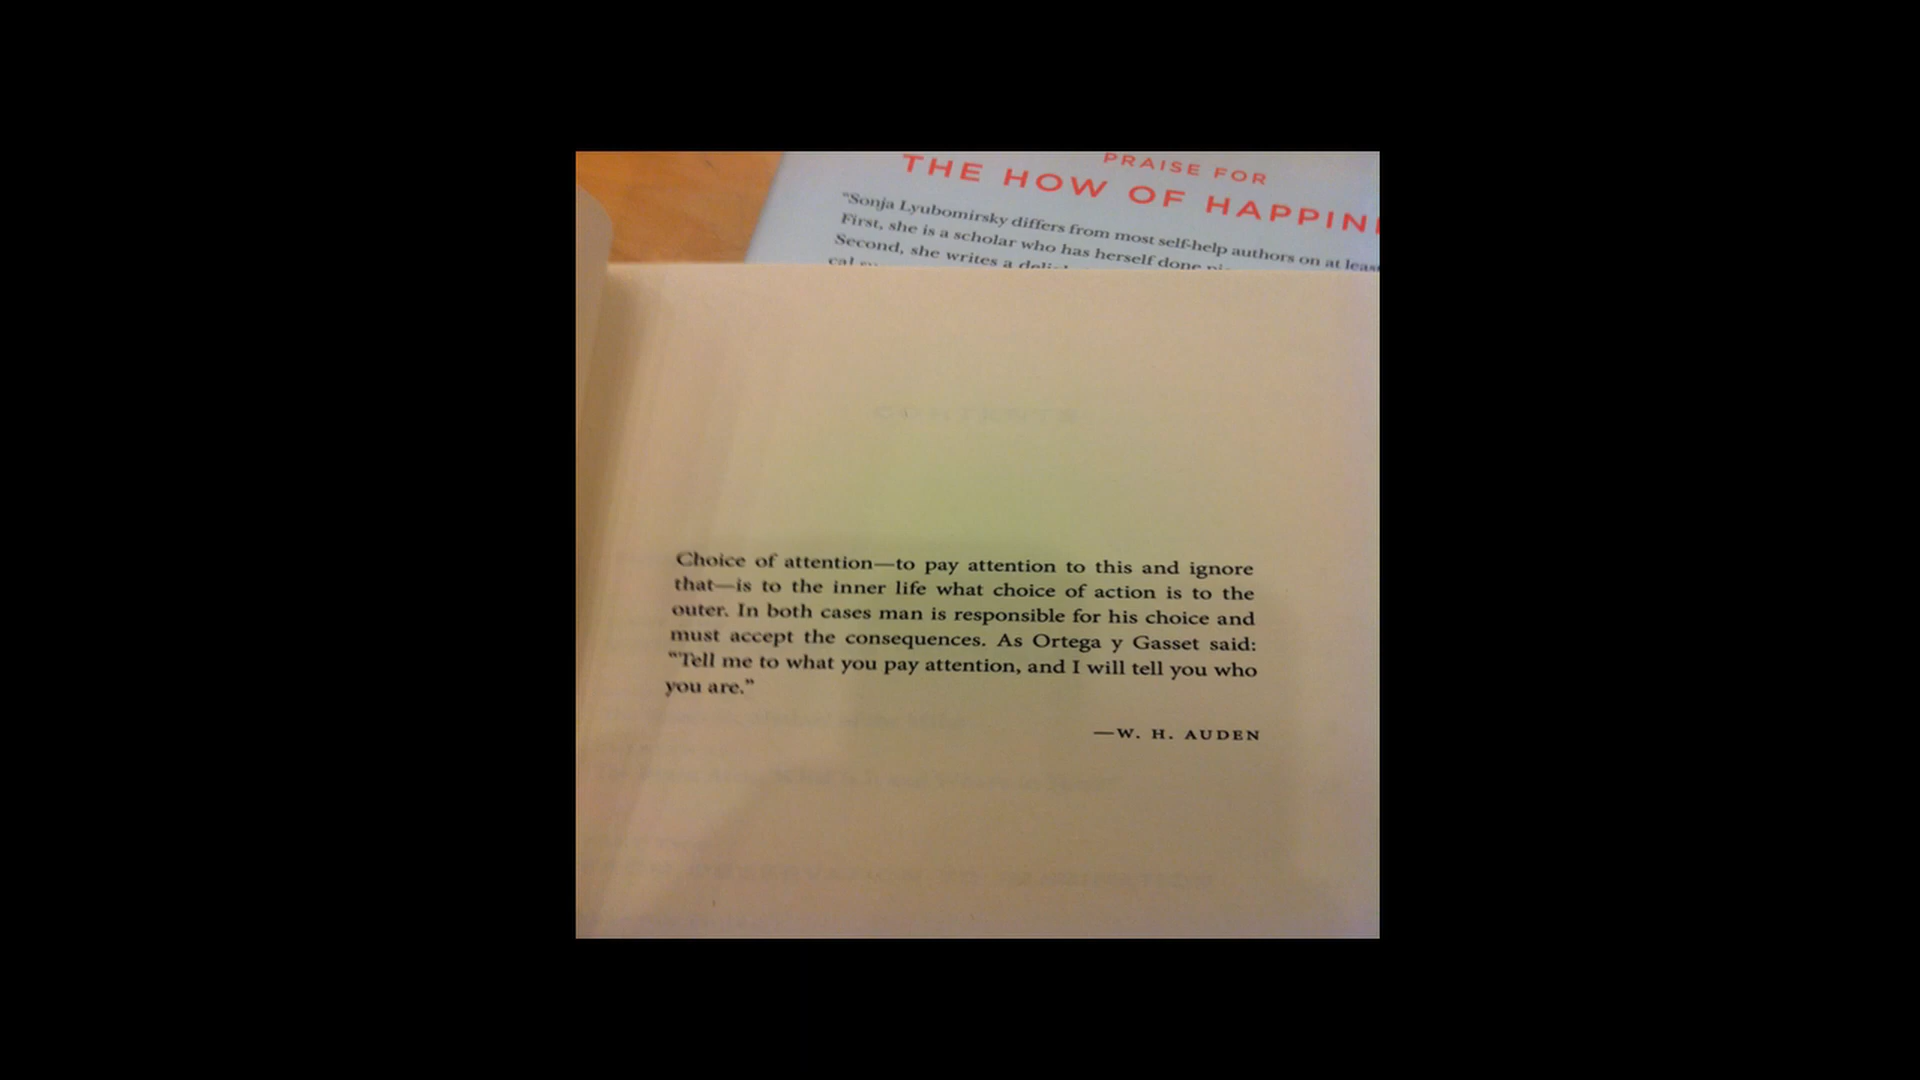 PRAISE FOR
THE HOW OF HAPPIN
"Sonja Lyubomirsky differs from most self-help authors on at least
First, she is a scholar who has herself done
Second, she writes a
cal
Choice of attention—to pay attention to this and ignore
that—is to the inner life what choice of action is to the
outer. In both cases man is responsible for his choice and
must accept the consequences. As Ortega y Gasset said:
"Tell me to what you pay attention, and I will tell you who
you are."
—W. H. AUDEN